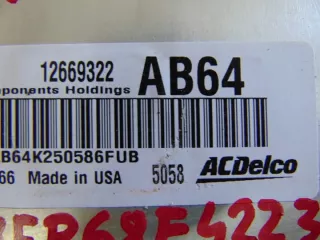 12669322 AB64
ponents Holdings
B64K250586FUB
66 Made in USA 5058 ACDelco